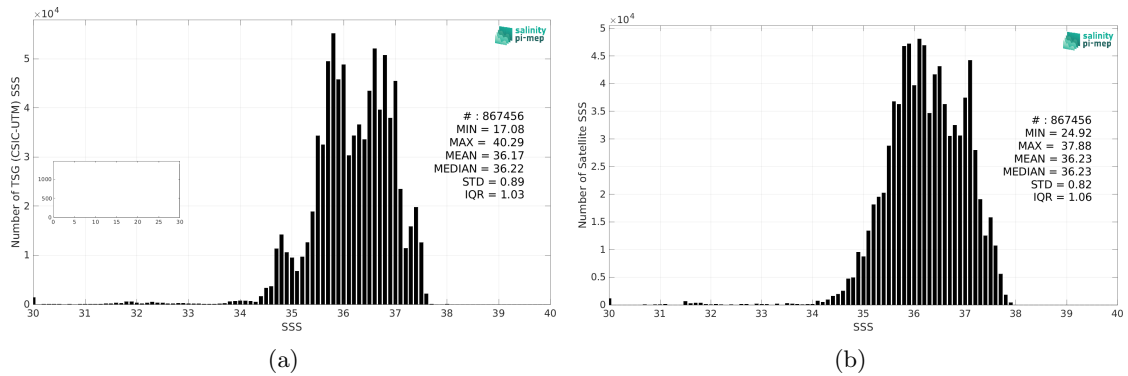 ×10⁴
salinity
pi-mep
Number of TSG (CSIC-UTM) SSS
5
4
3
2
1
0
# : 867456
MIN = 17.08
MAX = 40.29
MEAN = 36.17
MEDIAN = 36.22
STD = 0.89
IQR = 1.03
1000
500
0
0 5 10 15 20 25 30
30 31 32 33 34 35 36 37 38 39 40
SSS
(a)
×10⁴
salinity
pi-mep
Number of Satellite SSS
5
4.5
4
3.5
3
2.5
2
1.5
1
0.5
0
# : 867456
MIN = 24.92
MAX = 37.88
MEAN = 36.23
MEDIAN = 36.23
STD = 0.82
IQR = 1.06
30 31 32 33 34 35 36 37 38 39 40
SSS
(b)